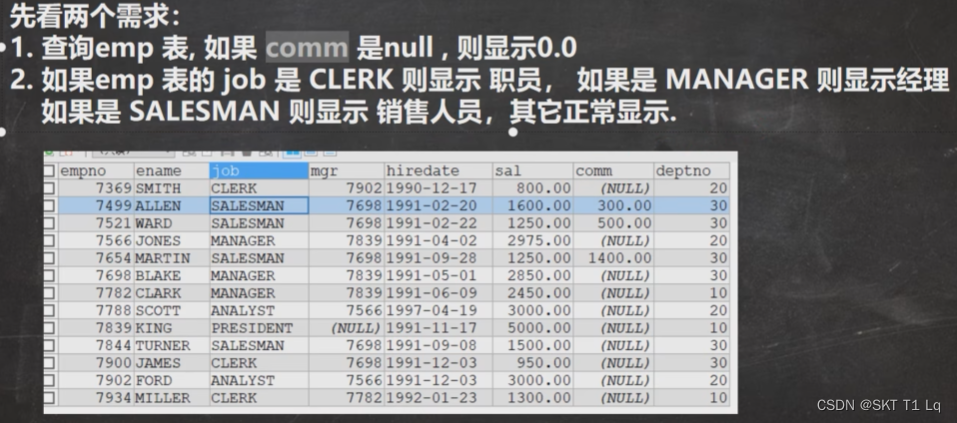 先看两个需求：
1. 查询emp 表, 如果 comm 是null , 则显示0.0
2. 如果emp 表的 job 是 CLERK 则显示 职员， 如果是 MANAGER 则显示经理
如果是 SALESMAN 则显示 销售人员，其它正常显示.
empno ename job mgr hiredate sal comm deptno
7369 SMITH CLERK 7902 1990-12-17 800.00 (NULL) 20
7499 ALLEN SALESMAN 7698 1991-02-20 1600.00 300.00 30
7521 WARD SALESMAN 7698 1991-02-22 1250.00 500.00 30
7566 JONES MANAGER 7839 1991-04-02 2975.00 (NULL) 20
7654 MARTIN SALESMAN 7698 1991-09-28 1250.00 1400.00 30
7698 BLAKE MANAGER 7839 1991-05-01 2850.00 (NULL) 30
7782 CLARK MANAGER 7839 1991-06-09 2450.00 (NULL) 10
7788 SCOTT ANALYST 7566 1997-04-19 3000.00 (NULL) 20
7839 KING PRESIDENT (NULL) 1991-11-17 5000.00 (NULL) 10
7844 TURNER SALESMAN 7698 1991-09-08 1500.00 (NULL) 30
7900 JAMES CLERK 7698 1991-12-03 950.00 (NULL) 30
7902 FORD ANALYST 7566 1991-12-03 3000.00 (NULL) 20
7934 MILLER CLERK 7782 1992-01-23 1300.00 (NULL) 10
CSDN @SKT T1 Lq